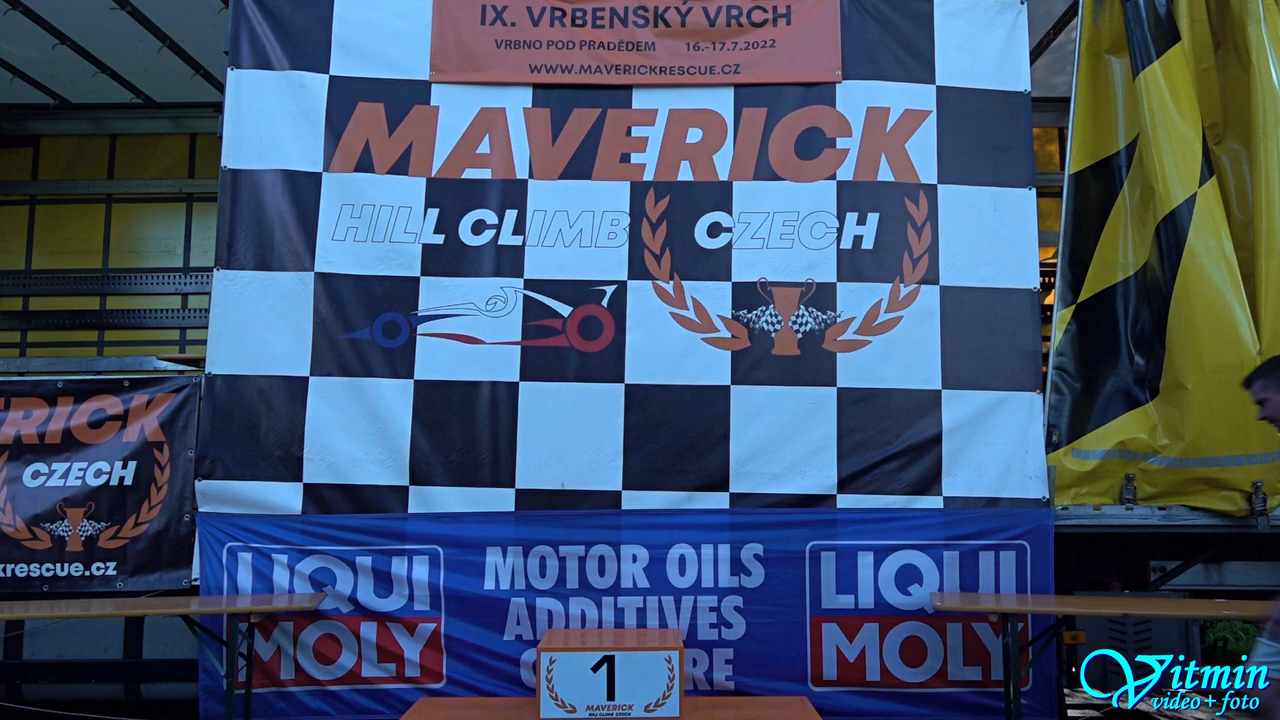 IX. VRBENSKÝ VRCH
VRBNO POD PRADĚDEM 16.-17.7.2022
WWW.MAVERICKRESCUE.CZ
MAVERICK
HILL CLIMB CZECH
RICK
CZECH
krescue.cz
LIQUI MOLY
MOTOR OILS
ADDITIVES
LIQUI MOLY
1
MAVERICK
HILL CLIMB CZECH
Vitmin
video+foto